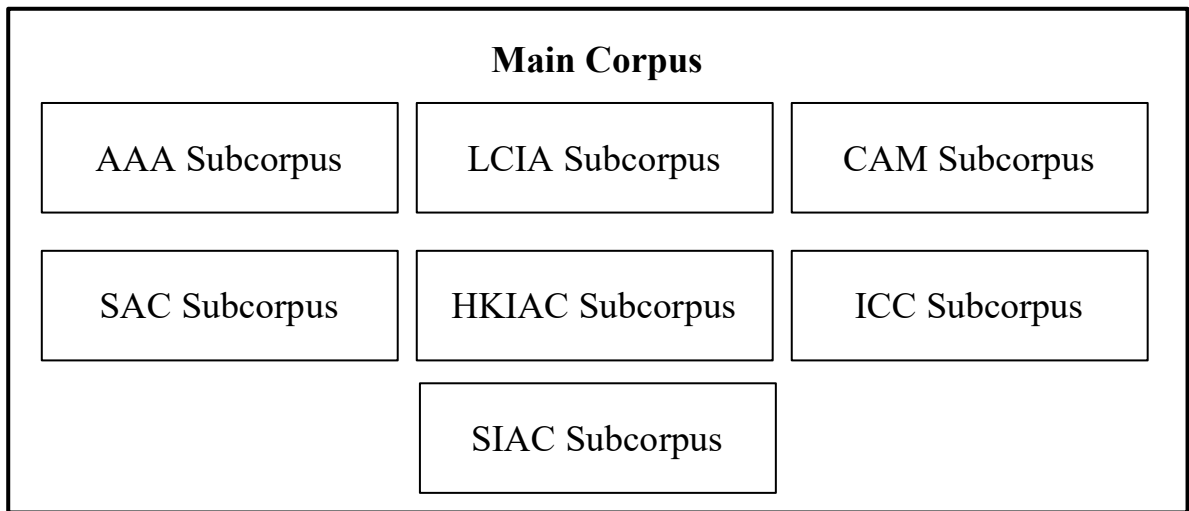 Main Corpus
AAA Subcorpus
LCIA Subcorpus
CAM Subcorpus
SAC Subcorpus
HKIAC Subcorpus
ICC Subcorpus
SIAC Subcorpus